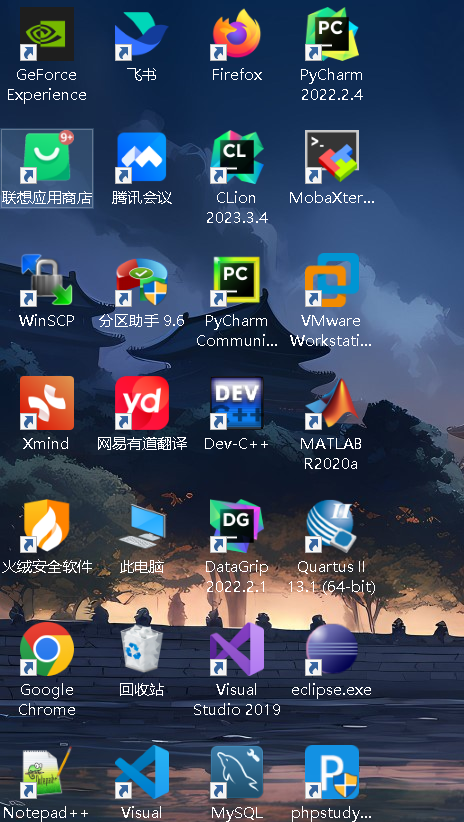 GeForce
Experience
飞书
Firefox
PC
PyCharm
2022.2.4
9+
联想应用商店
腾讯会议
CL
CLion
2023.3.4
>_
MobaXter...
WinSCP
分区助手 9.6
PC
PyCharm
Communi...
VMware
Workstati...
Xmind
yd
网易有道翻译
DEV
C++
Dev-C++
MATLAB
R2020a
火绒安全软件
此电脑
DG
DataGrip
2022.2.1
II
Quartus II
13.1 (64-bit)
Google
Chrome
回收站
Visual
Studio 2019
eclipse.exe
Notepad++
Visual
MySQL
P
phpstudy...